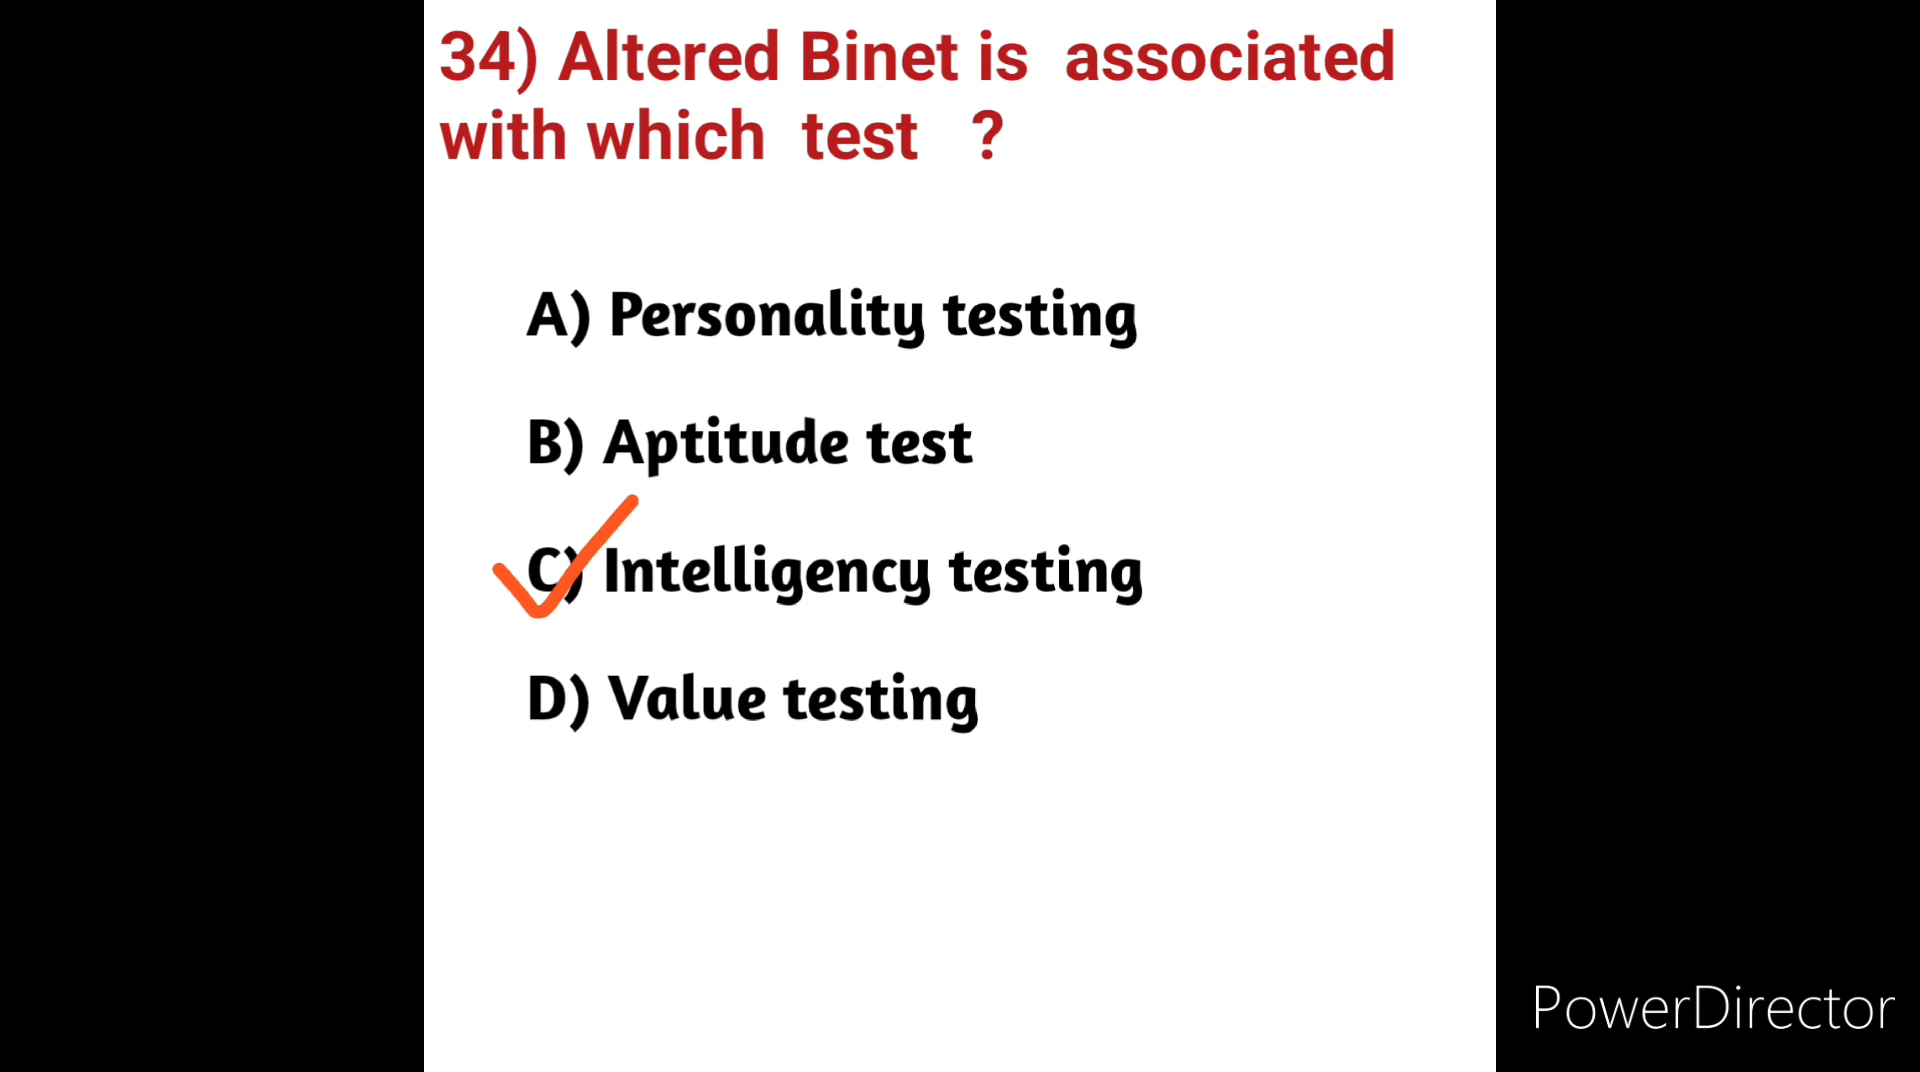 34) Altered Binet is associated
with which test ?
A) Personality testing
B) Aptitude test
C) Intelligency testing
D) Value testing
PowerDirector